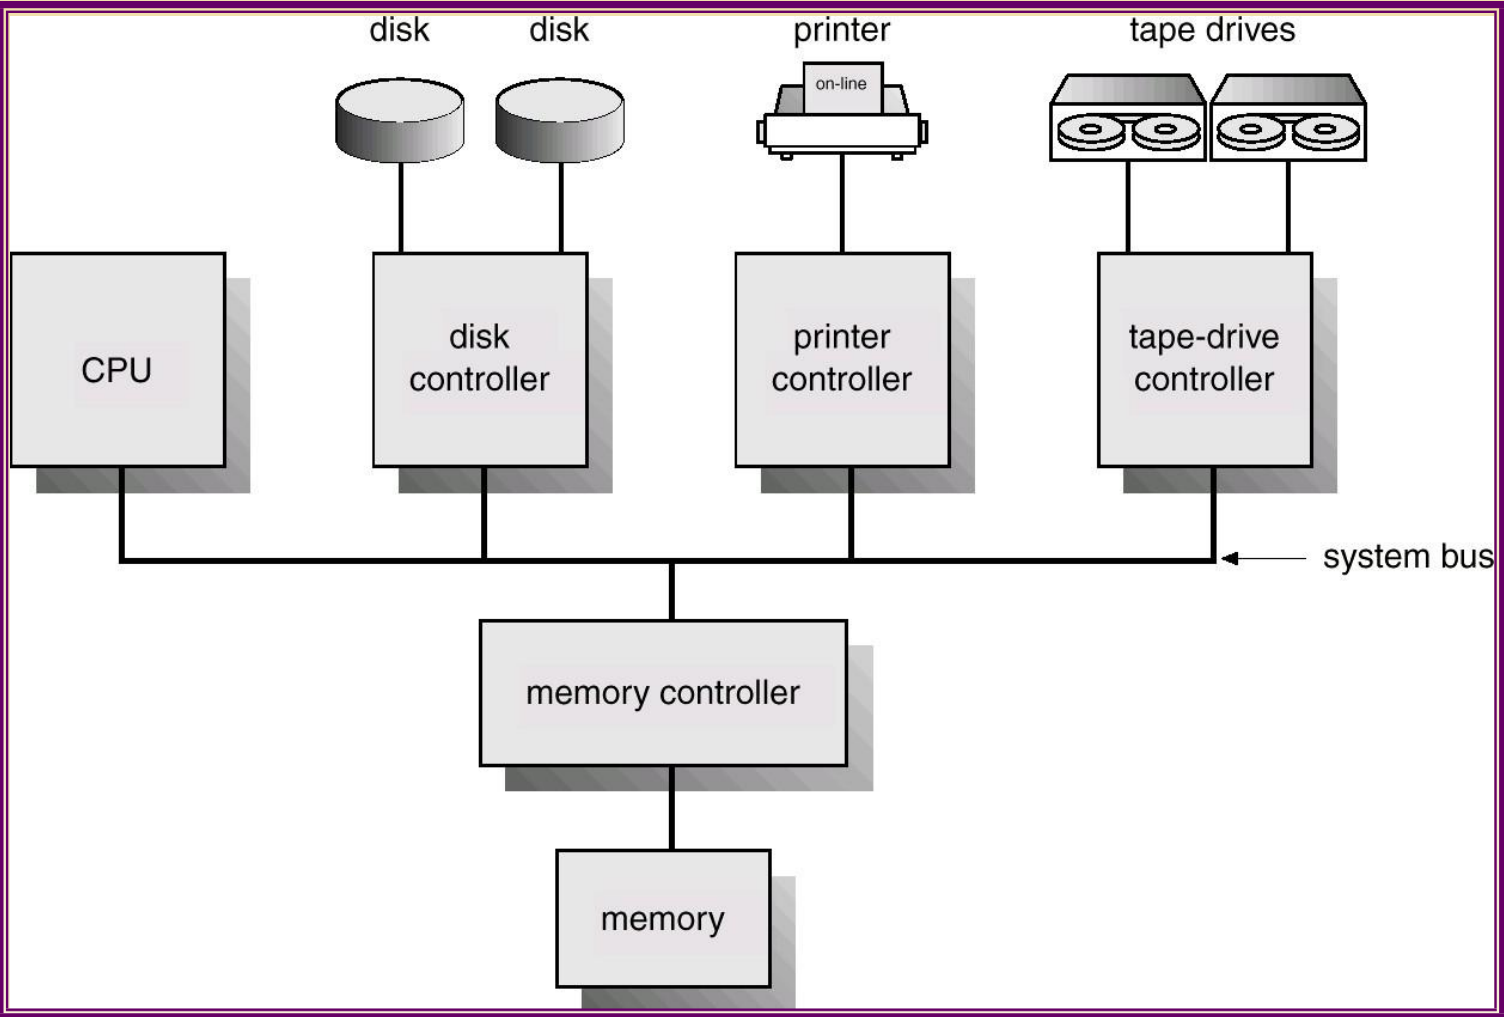 disk
disk
printer
tape drives
on-line
CPU
disk
controller
printer
controller
tape-drive
controller
system bus
memory controller
memory